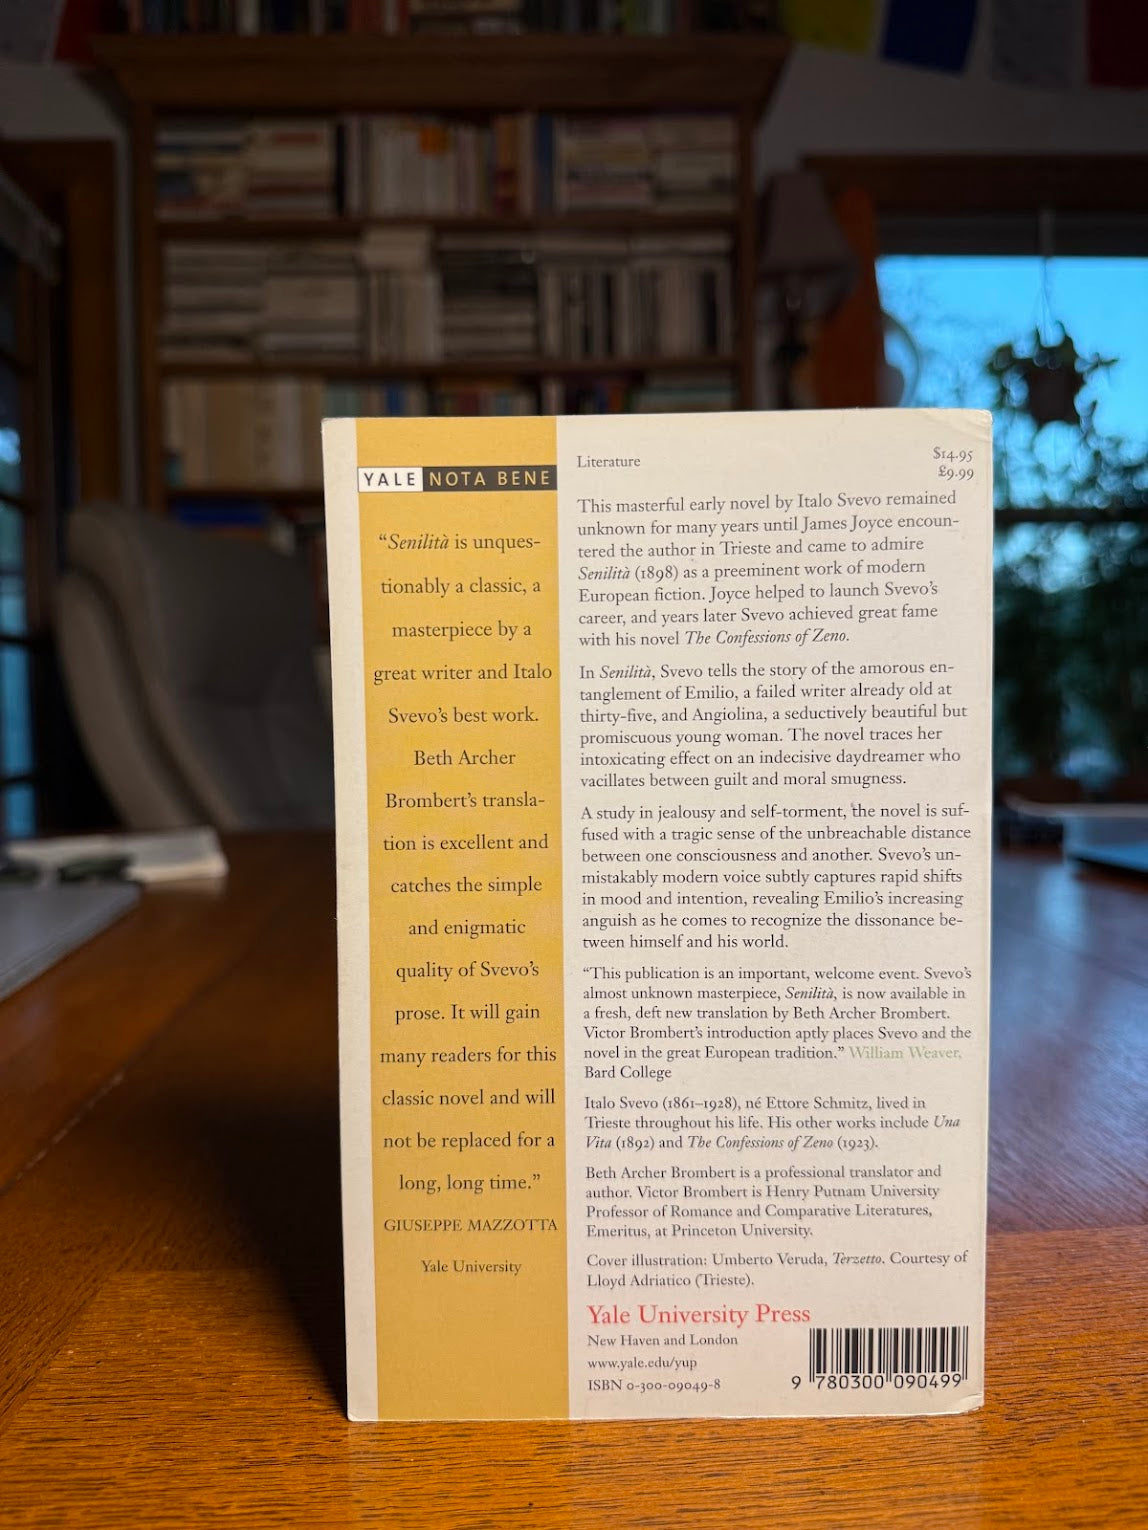 YALE NOTA BENE
“Senilità is unques-
tionably a classic, a
masterpiece by a
great writer and Italo
Svevo’s best work.
Beth Archer
Brombert’s transla-
tion is excellent and
catches the simple
and enigmatic
quality of Svevo’s
prose. It will gain
many readers for this
classic novel and will
not be replaced for a
long, long time.”
GIUSEPPE MAZZOTTA
Yale University
Literature
$14.95
£9.99
This masterful early novel by Italo Svevo remained
unknown for many years until James Joyce encoun-
tered the author in Trieste and came to admire
Senilità (1898) as a preeminent work of modern
European fiction. Joyce helped to launch Svevo’s
career, and years later Svevo achieved great fame
with his novel The Confessions of Zeno.
In Senilità, Svevo tells the story of the amorous en-
tanglement of Emilio, a failed writer already old at
thirty-five, and Angiolina, a seductively beautiful but
promiscuous young woman. The novel traces her
intoxicating effect on an indecisive daydreamer who
vacillates between guilt and moral smugness.
A study in jealousy and self-torment, the novel is suf-
fused with a tragic sense of the unbreachable distance
between one consciousness and another. Svevo’s un-
mistakably modern voice subtly captures rapid shifts
in mood and intention, revealing Emilio’s increasing
anguish as he comes to recognize the dissonance be-
tween himself and his world.
“This publication is an important, welcome event. Svevo’s
almost unknown masterpiece, Senilità, is now available in
a fresh, deft new translation by Beth Archer Brombert.
Victor Brombert’s introduction aptly places Svevo and the
novel in the great European tradition.” William Weaver,
Bard College
Italo Svevo (1861–1928), né Ettore Schmitz, lived in
Trieste throughout his life. His other works include Una
Vita (1892) and The Confessions of Zeno (1923).
Beth Archer Brombert is a professional translator and
author. Victor Brombert is Henry Putnam University
Professor of Romance and Comparative Literatures,
Emeritus, at Princeton University.
Cover illustration: Umberto Veruda, Terzetto. Courtesy of
Lloyd Adriatico (Trieste).
Yale University Press
New Haven and London
www.yale.edu/yup
ISBN 0-300-09049-8
9 780300 090499